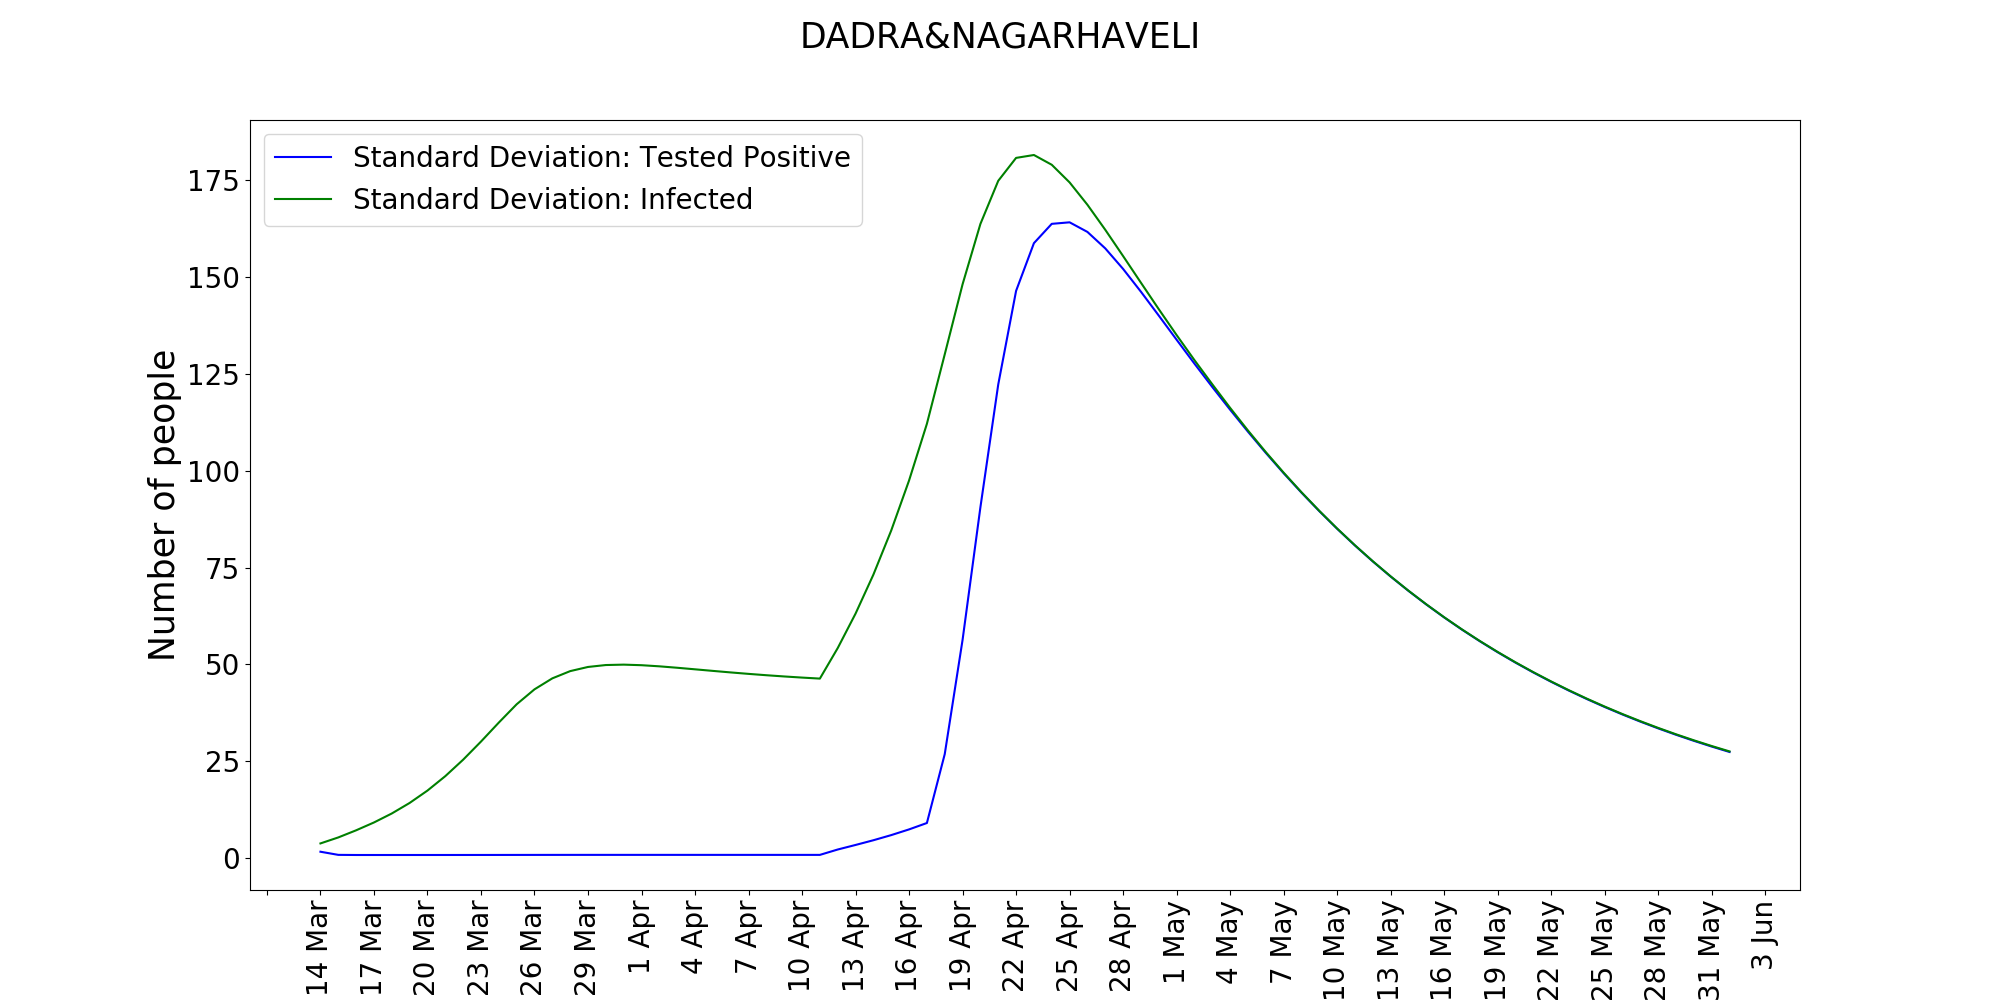 DADRA&NAGARHAVELI
Standard Deviation: Tested Positive
Standard Deviation: Infected
Number of people
175
150
125
100
75
50
25
0
14 Mar
17 Mar
20 Mar
23 Mar
26 Mar
29 Mar
1 Apr
4 Apr
7 Apr
10 Apr
13 Apr
16 Apr
19 Apr
22 Apr
25 Apr
28 Apr
1 May
4 May
7 May
10 May
13 May
16 May
19 May
22 May
25 May
28 May
31 May
3 Jun